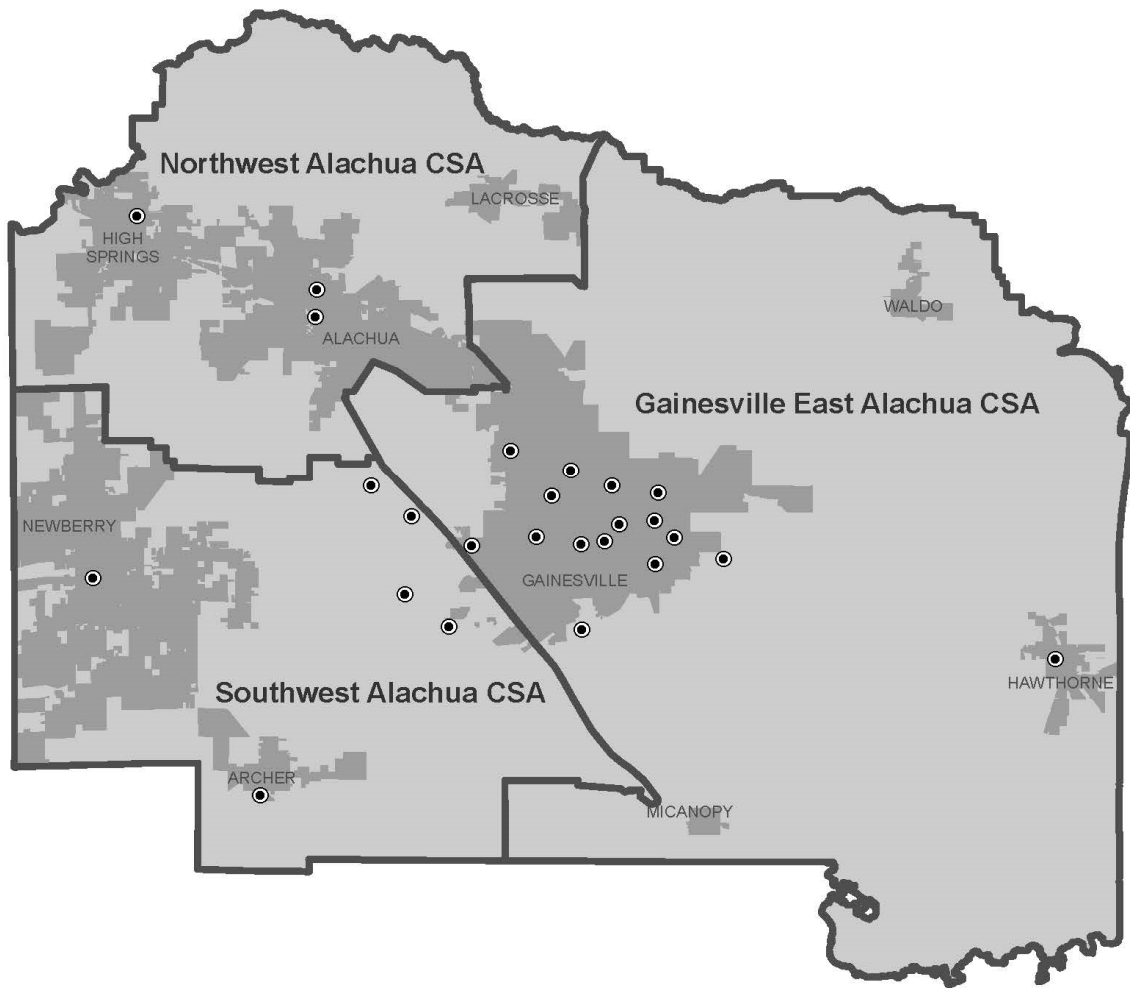 Northwest Alachua CSA
LACROSSE
HIGH
SPRINGS
WALDO
ALACHUA
Gainesville East Alachua CSA
NEWBERRY
GAINESVILLE
Southwest Alachua CSA
HAWTHORNE
ARCHER
MICANOPY